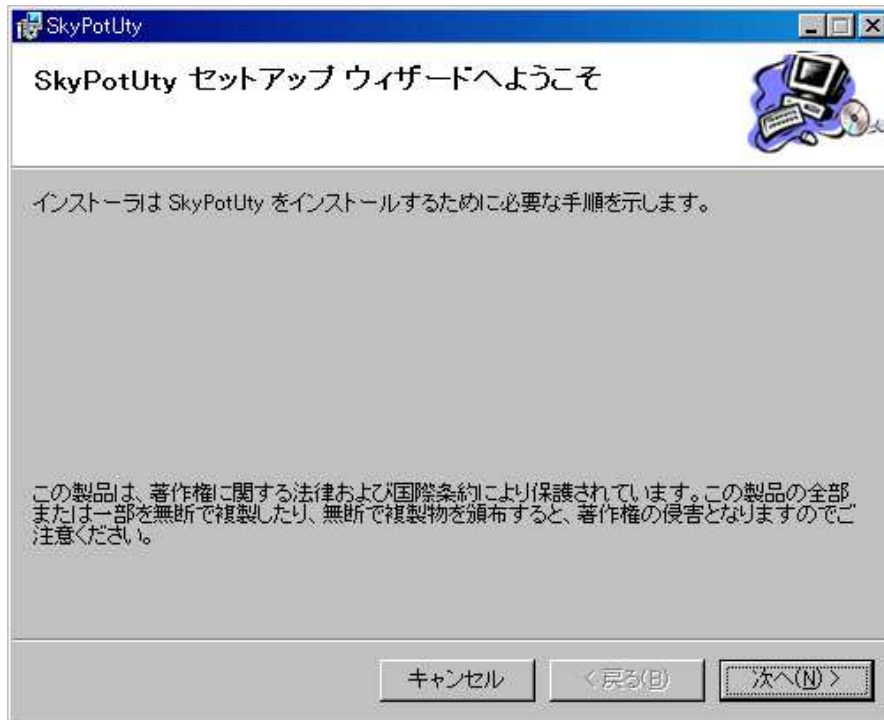 SkyPotUty
SkyPotUty セットアップ ウィザードへようこそ
インストーラは SkyPotUty をインストールするために必要な手順を示します。
この製品は、著作権に関する法律および国際条約により保護されています。この製品の全部
または一部を無断で複製したり、無断で複製物を頒布すると、著作権の侵害となりますのでご
注意ください。
キャンセル
< 戻る(B)
次へ(N) >